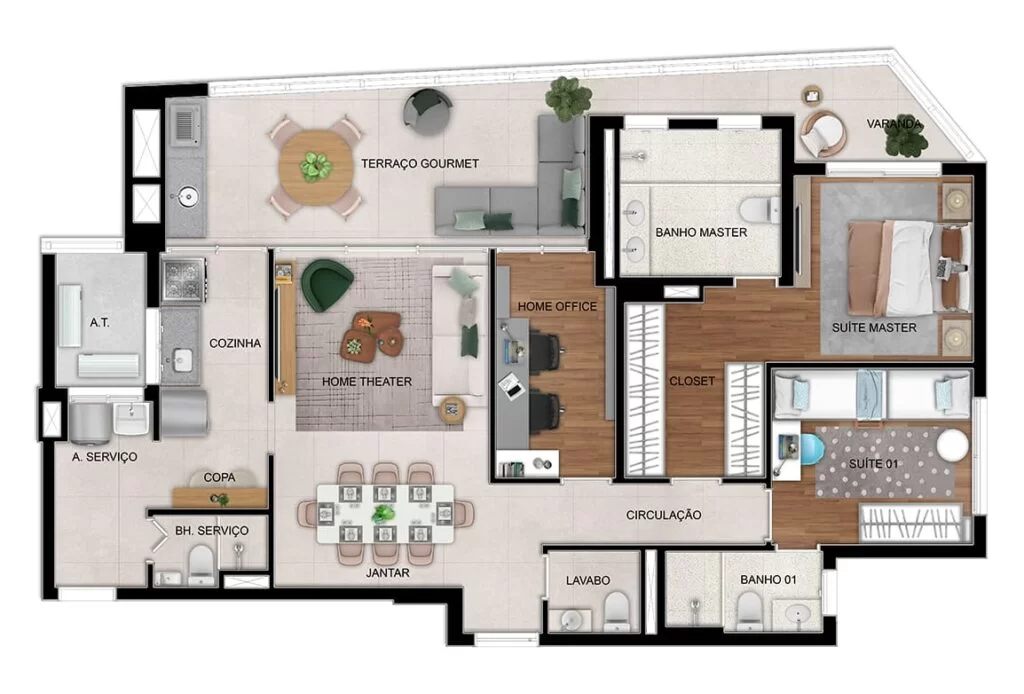 VARANDA
TERRAÇO GOURMET
BANHO MASTER
HOME OFFICE
A.T.
SUÍTE MASTER
COZINHA
HOME THEATER
CLOSET
A. SERVIÇO
SUÍTE 01
COPA
CIRCULAÇÃO
BH. SERVIÇO
JANTAR
LAVABO
BANHO 01